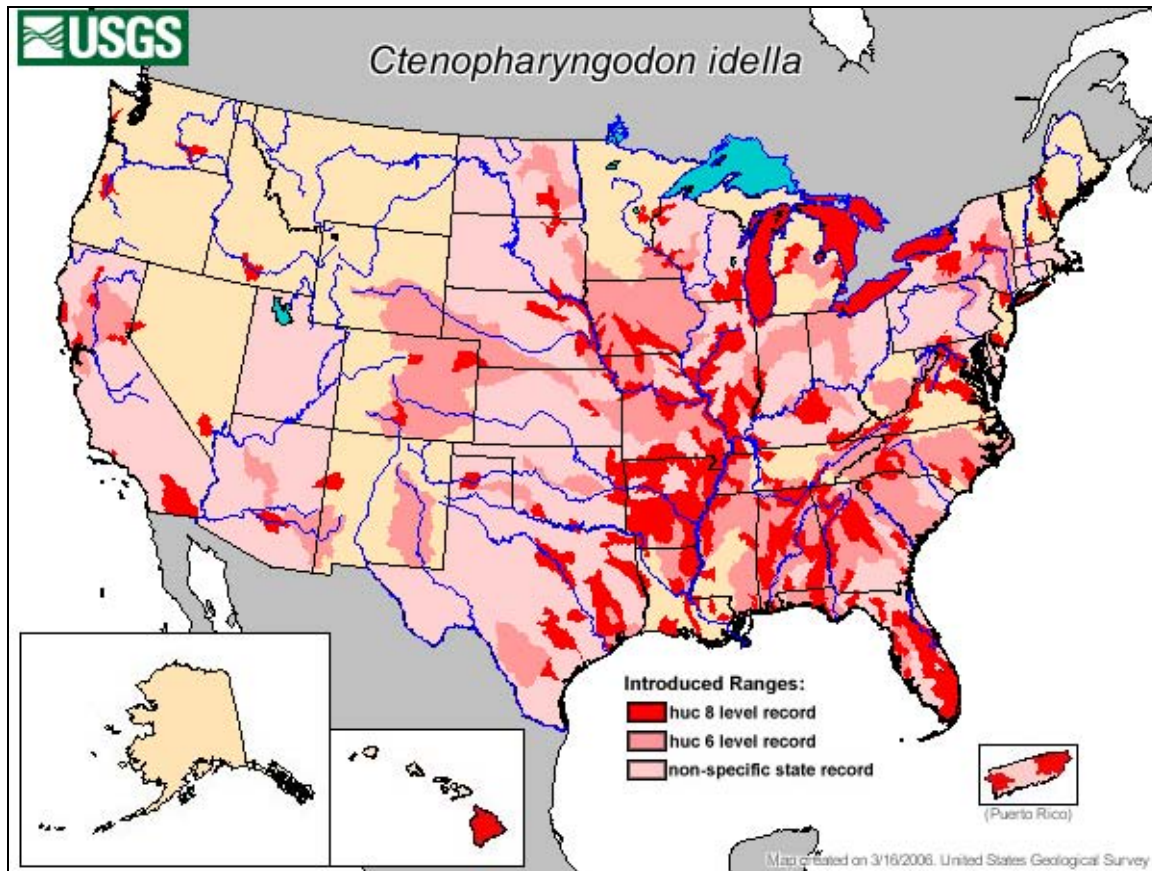 USGS
Ctenopharyngodon idella
Introduced Ranges:
huc 8 level record
huc 6 level record
non-specific state record
(Puerto Rico)
Map created on 3/16/2006. United States Geological Survey